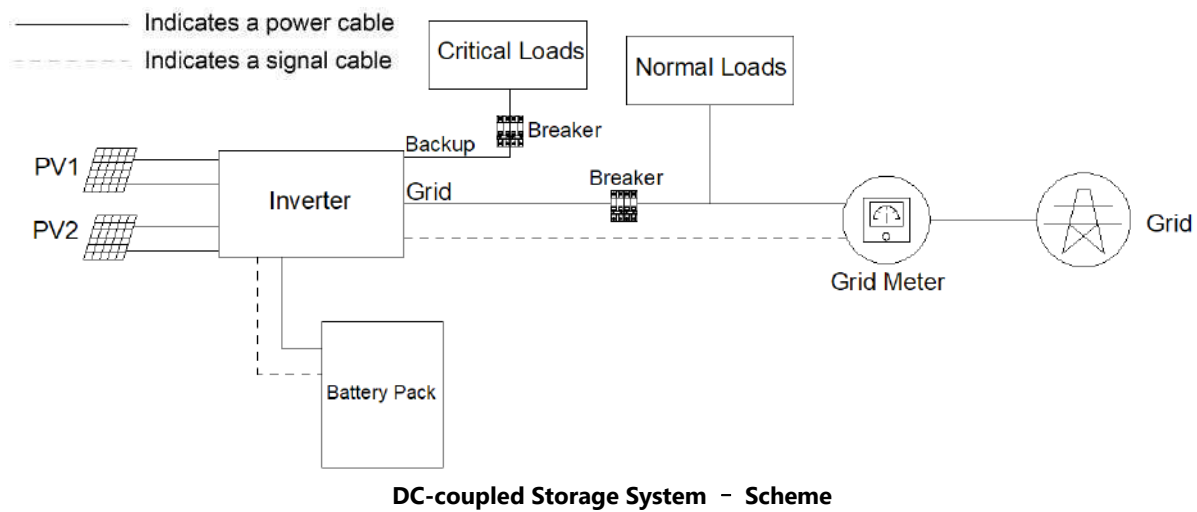 Indicates a power cable
Indicates a signal cable
Critical Loads
Normal Loads
Breaker
Backup
PV1
Breaker
Inverter
Grid
PV2
Grid
Grid Meter
Battery Pack
DC-coupled Storage System – Scheme